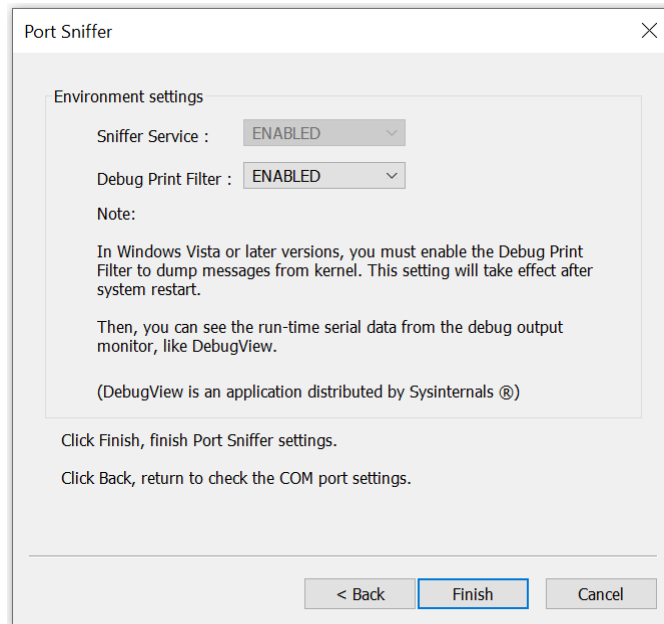 Port Sniffer
Environment settings
Sniffer Service : ENABLED
Debug Print Filter : ENABLED
Note:
In Windows Vista or later versions, you must enable the Debug Print
Filter to dump messages from kernel. This setting will take effect after
system restart.
Then, you can see the run-time serial data from the debug output
monitor, like DebugView.
(DebugView is an application distributed by Sysinternals ®)
Click Finish, finish Port Sniffer settings.
Click Back, return to check the COM port settings.
< Back Finish Cancel